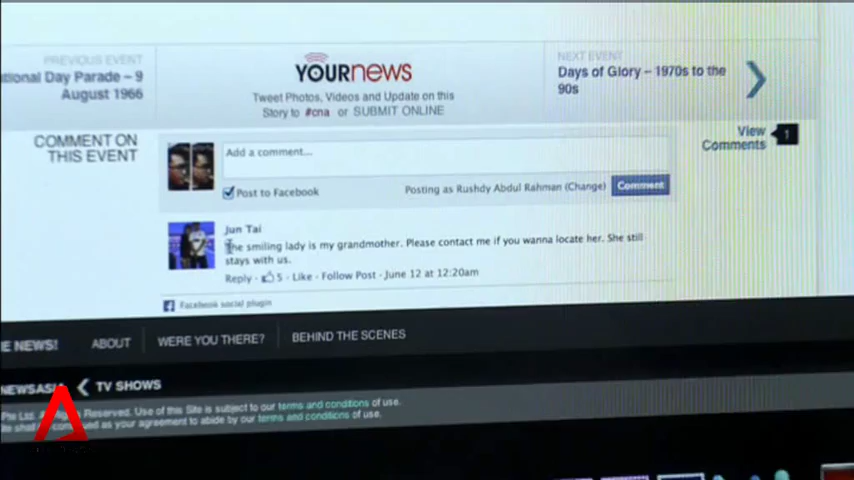 PREVIOUS EVENT
tional Day Parade – 9
August 1966
YOURNEWS
Tweet Photos, Videos and Update on this
Story to #cna or SUBMIT ONLINE
NEXT EVENT
Days of Glory – 1970s to the
90s
COMMENT ON
THIS EVENT
View
Comments
1
Add a comment...
Post to Facebook
Posting as Rushdy Abdul Rahman (Change)
Comment
Jun Tai
The smiling lady is my grandmother. Please contact me if you wanna locate her. She still
stays with us.
Reply · 5 · Like · Follow Post · June 12 at 12:20am
Facebook social plugin
E NEWS!
ABOUT
WERE YOU THERE?
BEHIND THE SCENES
NEWSASIA
TV SHOWS
Pte Ltd. All Rights Reserved. Use of this Site is subject to our terms and conditions of use.
your agreement to abide by our terms and conditions of use.